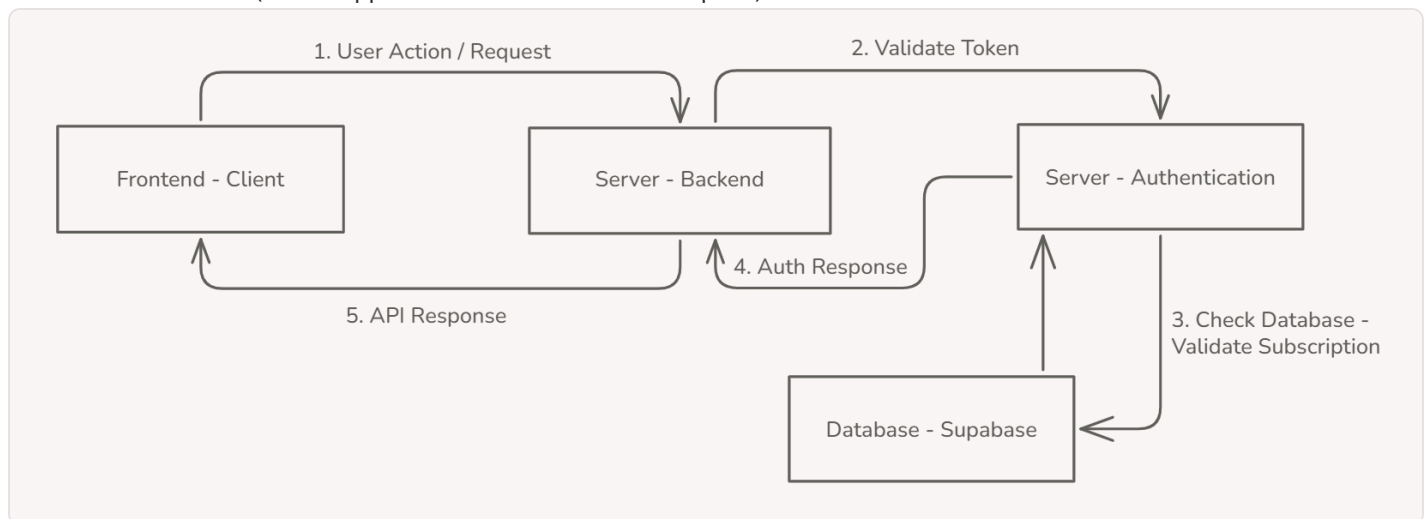 1. User Action / Request
2. Validate Token
Frontend - Client
Server - Backend
Server - Authentication
4. Auth Response
5. API Response
3. Check Database -
Validate Subscription
Database - Supabase